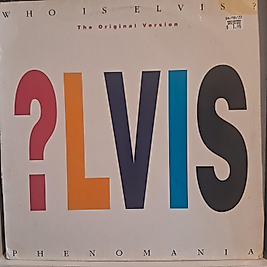 WHO IS ELVIS?
The Original Version
?LVIS
PHENOMANIA